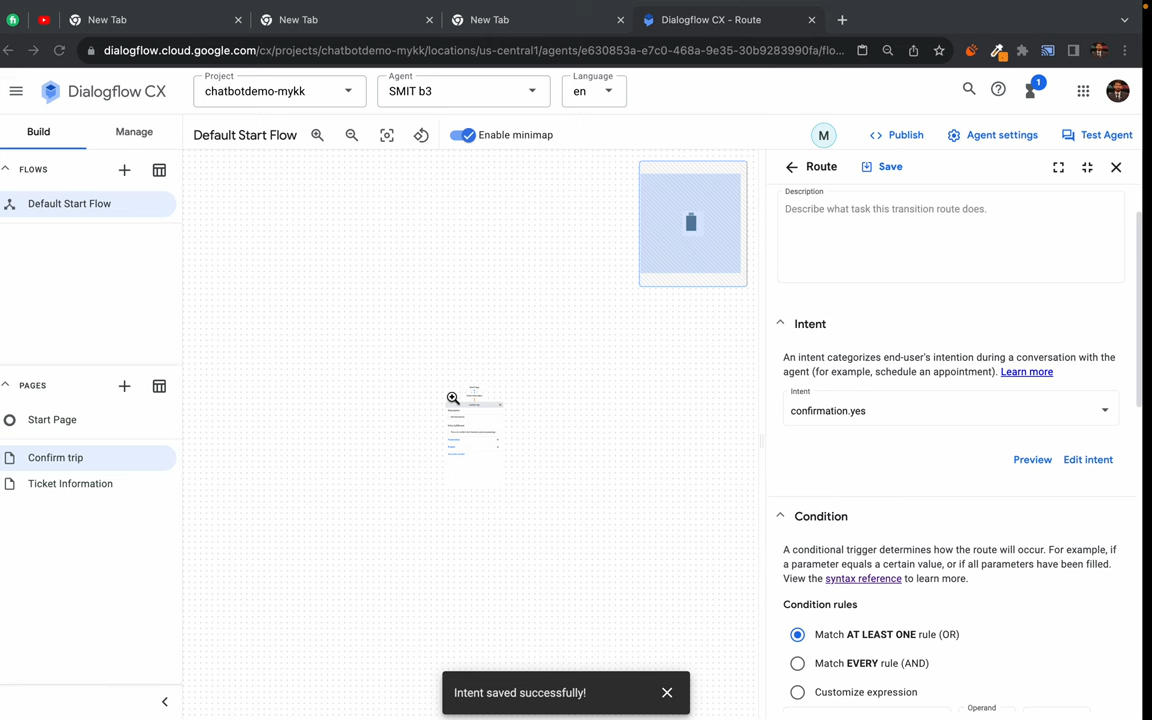 New Tab
New Tab
New Tab
Dialogflow CX - Route
dialogflow.cloud.google.com/cx/projects/chatbotdemo-mykk/locations/us-central1/agents/e630853a-e7c0-468a-9e35-30b9283990fa/flo...
Dialogflow CX
Project
chatbotdemo-mykk
Agent
SMIT b3
Language
en
1
Build
Manage
Default Start Flow
Enable minimap
M
Publish
Agent settings
Test Agent
FLOWS
Default Start Flow
PAGES
Start Page
Confirm trip
Ticket Information
Route
Save
Description
Describe what task this transition route does.
Intent
An intent categorizes end-user's intention during a conversation with the
agent (for example, schedule an appointment). Learn more
Intent
confirmation.yes
Preview
Edit intent
Condition
A conditional trigger determines how the route will occur. For example, if
a parameter equals a certain value, or if all parameters have been filled.
View the syntax reference to learn more.
Condition rules
Match AT LEAST ONE rule (OR)
Match EVERY rule (AND)
Customize expression
Operand
Intent saved successfully!